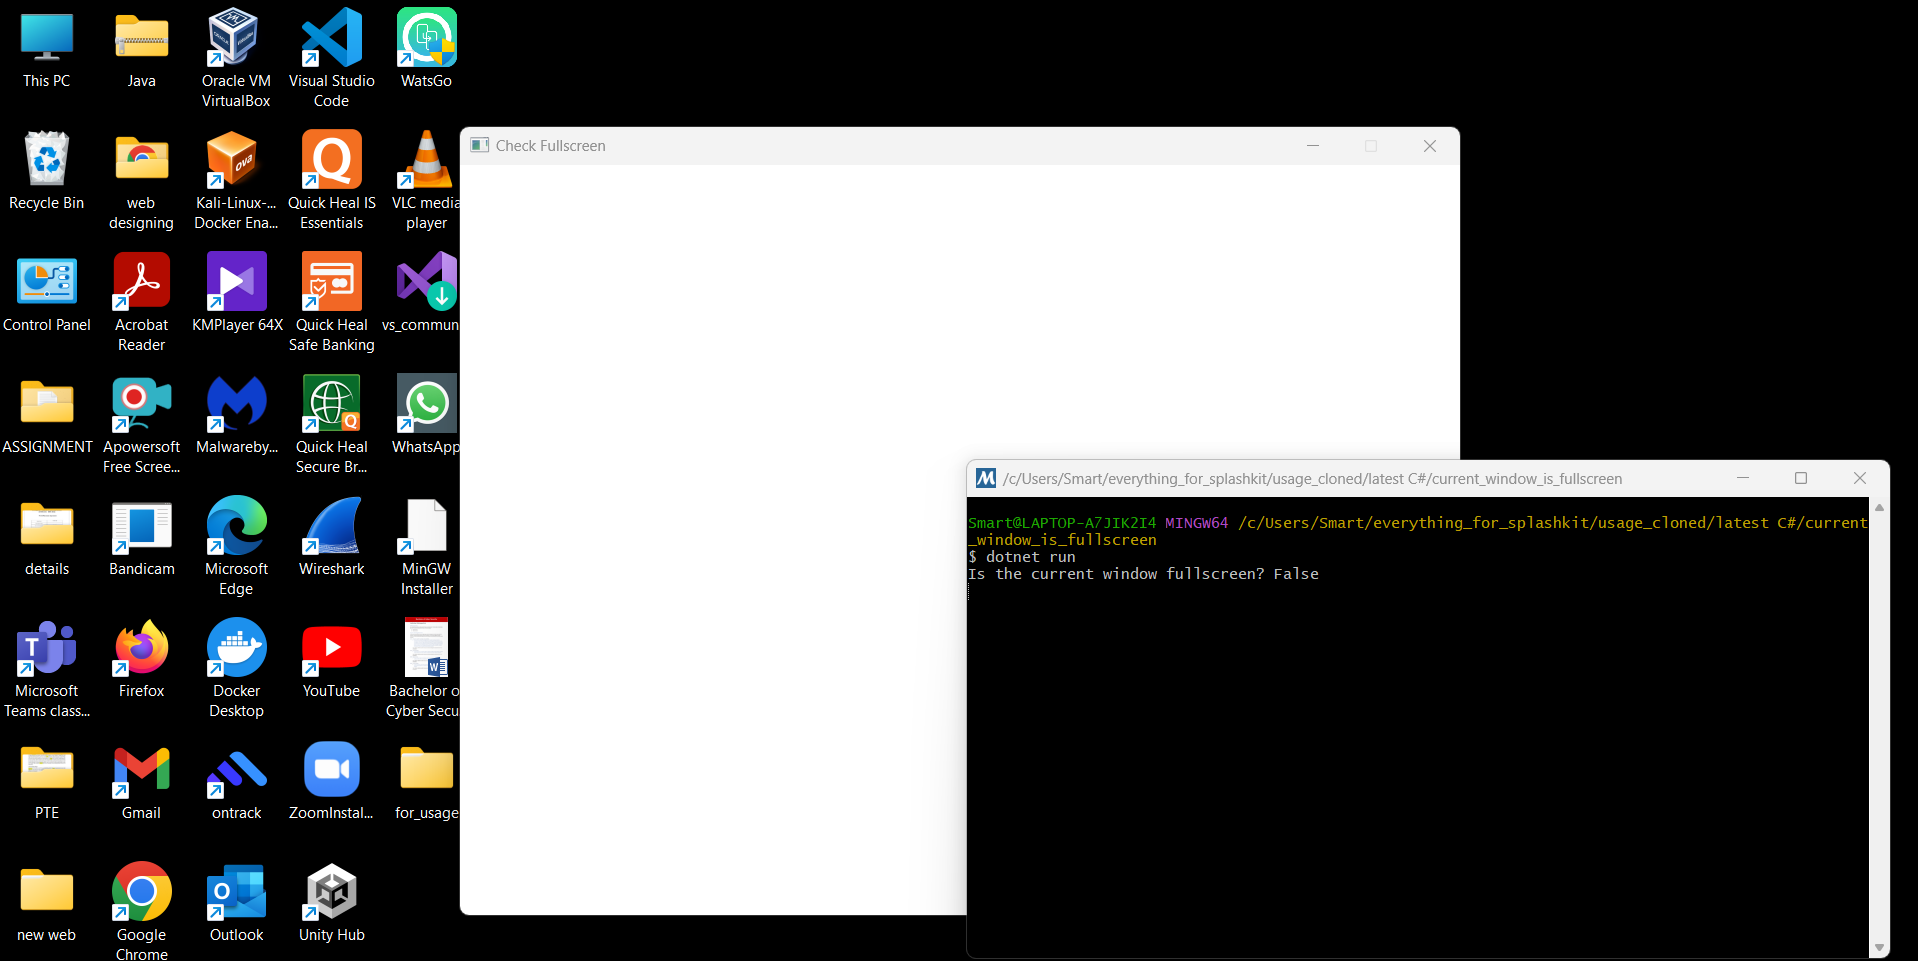 This PC
Java
Oracle VM
VirtualBox
Visual Studio
Code
WatsGo
Recycle Bin
web
designing
Kali-Linux-...
Docker Ena...
Quick Heal IS
Essentials
VLC media
player
Control Panel
Acrobat
Reader
KMPlayer 64X
Quick Heal
Safe Banking
vs_commun
ASSIGNMENT
Apowersoft
Free Scree...
Malwareby...
Quick Heal
Secure Br...
WhatsApp
details
Bandicam
Microsoft
Edge
Wireshark
MinGW
Installer
Microsoft
Teams class...
Firefox
Docker
Desktop
YouTube
Bachelor o
Cyber Secu
PTE
Gmail
ontrack
ZoomInstal...
for_usage
new web
Google
Chrome
Outlook
Unity Hub
Check Fullscreen
/c/Users/Smart/everything_for_splashkit/usage_cloned/latest C#/current_window_is_fullscreen
Smart@LAPTOP-A7JIK2I4 MINGW64 /c/Users/Smart/everything_for_splashkit/usage_cloned/latest C#/current
_window_is_fullscreen
$ dotnet run
Is the current window fullscreen? False